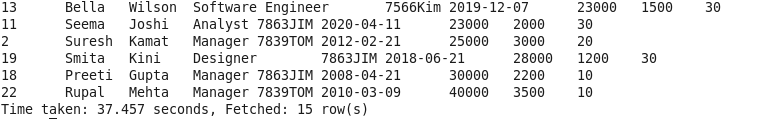 13 Bella Wilson Software Engineer 7566Kim 2019-12-07 23000 1500 30
11 Seema Joshi Analyst 7863JIM 2020-04-11 23000 2000 30
2 Suresh Kamat Manager 7839TOM 2012-02-21 25000 3000 20
19 Smita Kini Designer 7863JIM 2018-06-21 28000 1200 30
18 Preeti Gupta Manager 7863JIM 2008-04-21 30000 2200 10
22 Rupal Mehta Manager 7839TOM 2010-03-09 40000 3500 10
Time taken: 37.457 seconds, Fetched: 15 row(s)